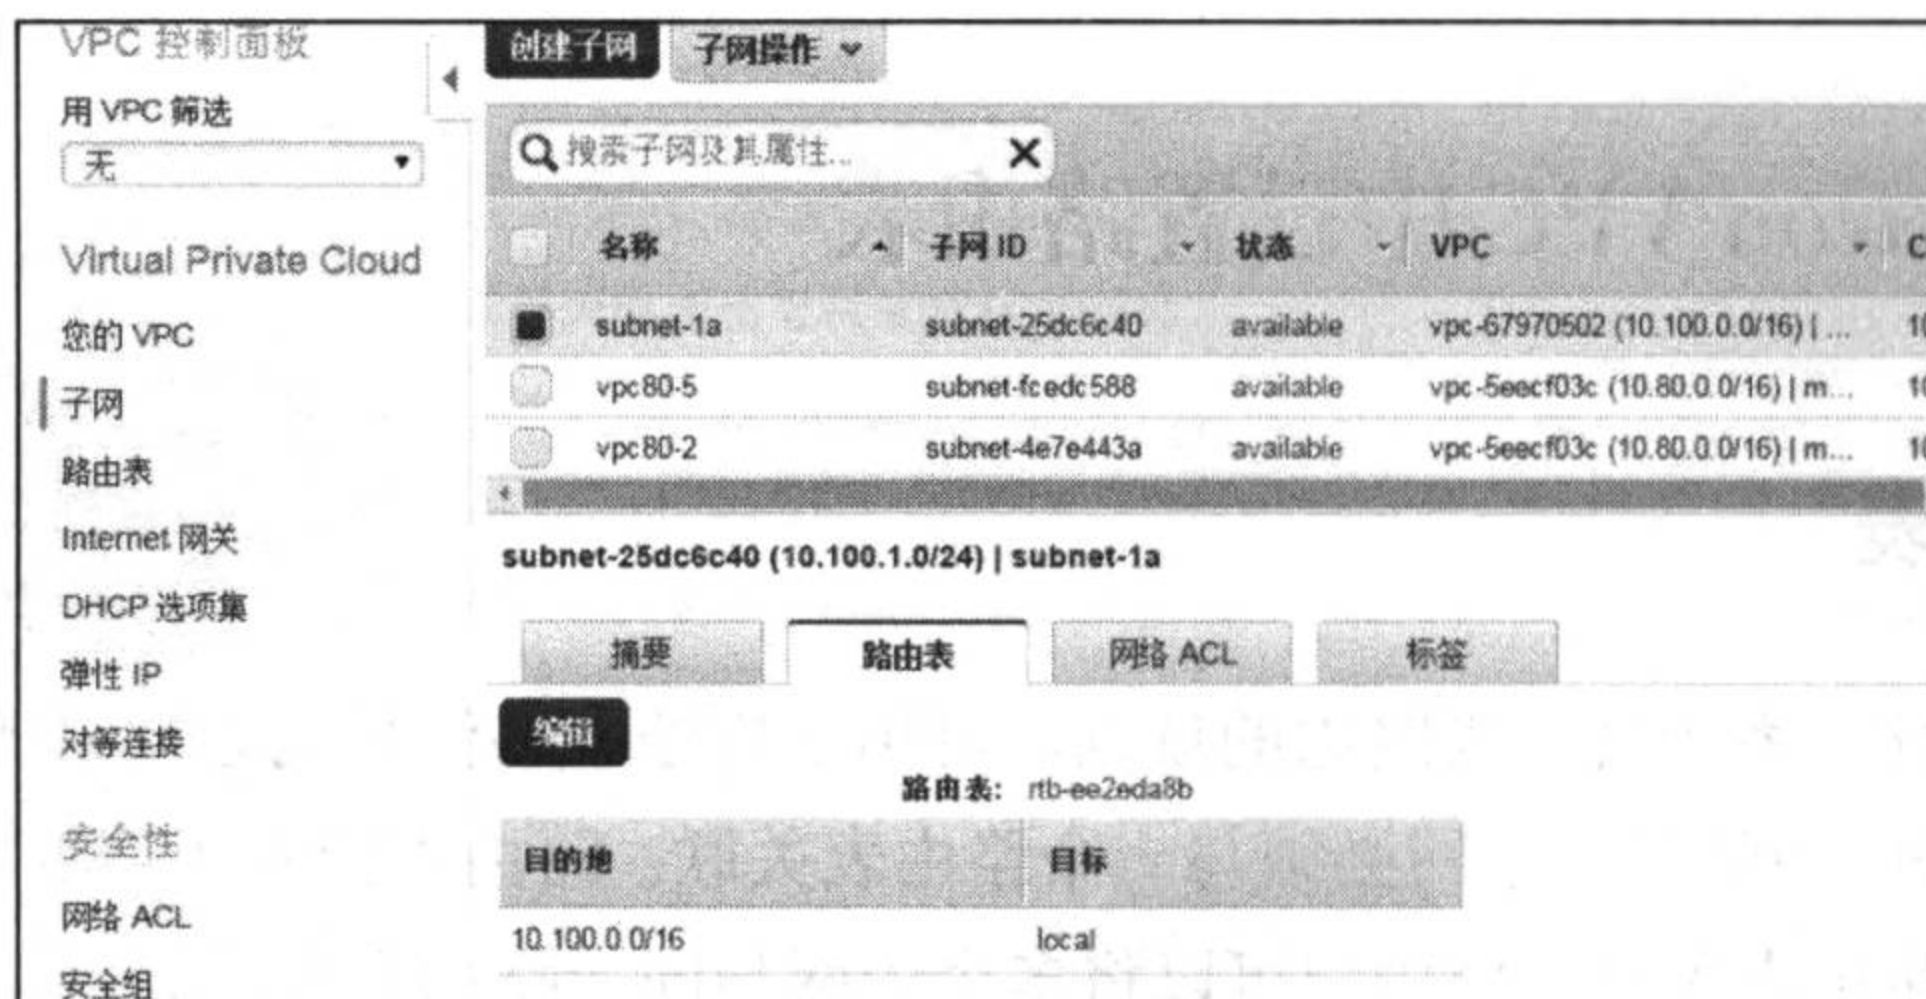 VPC 控制面板
用 VPC 筛选
无
Virtual Private Cloud
您的 VPC
子网
路由表
Internet 网关
DHCP 选项集
弹性 IP
对等连接
安全性
网络 ACL
安全组
创建子网 子网操作
搜索子网及其属性...
名称 子网 ID 状态 VPC C
subnet-1a subnet-25dc6c40 available vpc-67970502 (10.100.0.0/16) | ... 10
vpc80-5 subnet-fcedc588 available vpc-5eecf03c (10.80.0.0/16) | m... 10
vpc80-2 subnet-4e7e443a available vpc-5eecf03c (10.80.0.0/16) | m... 10
subnet-25dc6c40 (10.100.1.0/24) | subnet-1a
摘要 路由表 网络 ACL 标签
编辑
路由表: rtb-ee2eda8b
目的地 目标
10.100.0.0/16 local